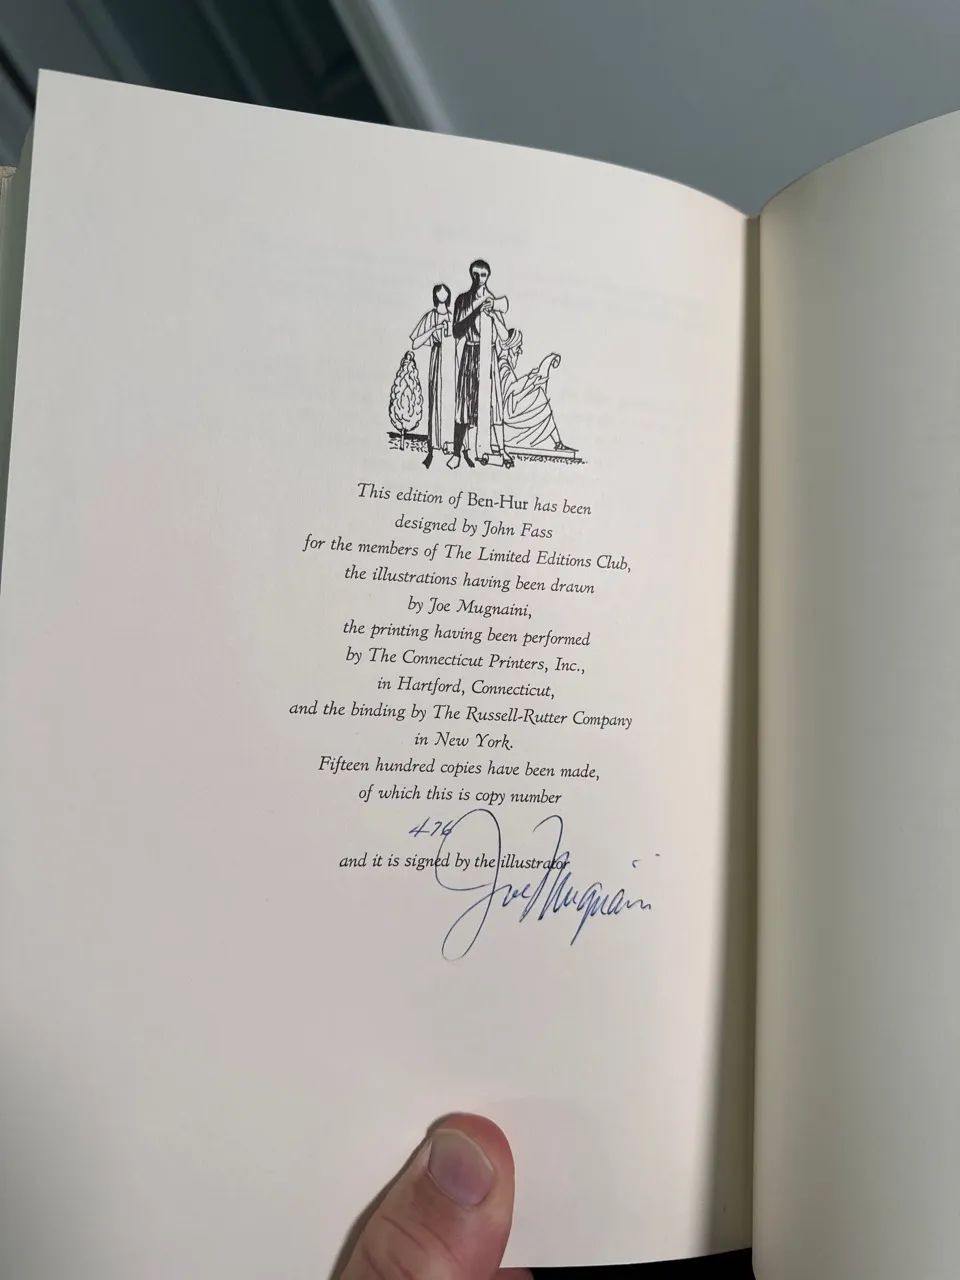 This edition of Ben-Hur has been
designed by John Fass
for the members of The Limited Editions Club,
the illustrations having been drawn
by Joe Mugnaini,
the printing having been performed
by The Connecticut Printers, Inc.,
in Hartford, Connecticut,
and the binding by The Russell-Rutter Company
in New York.
Fifteen hundred copies have been made,
of which this is copy number
476
and it is signed by the illustrator
Joe Mugnaini